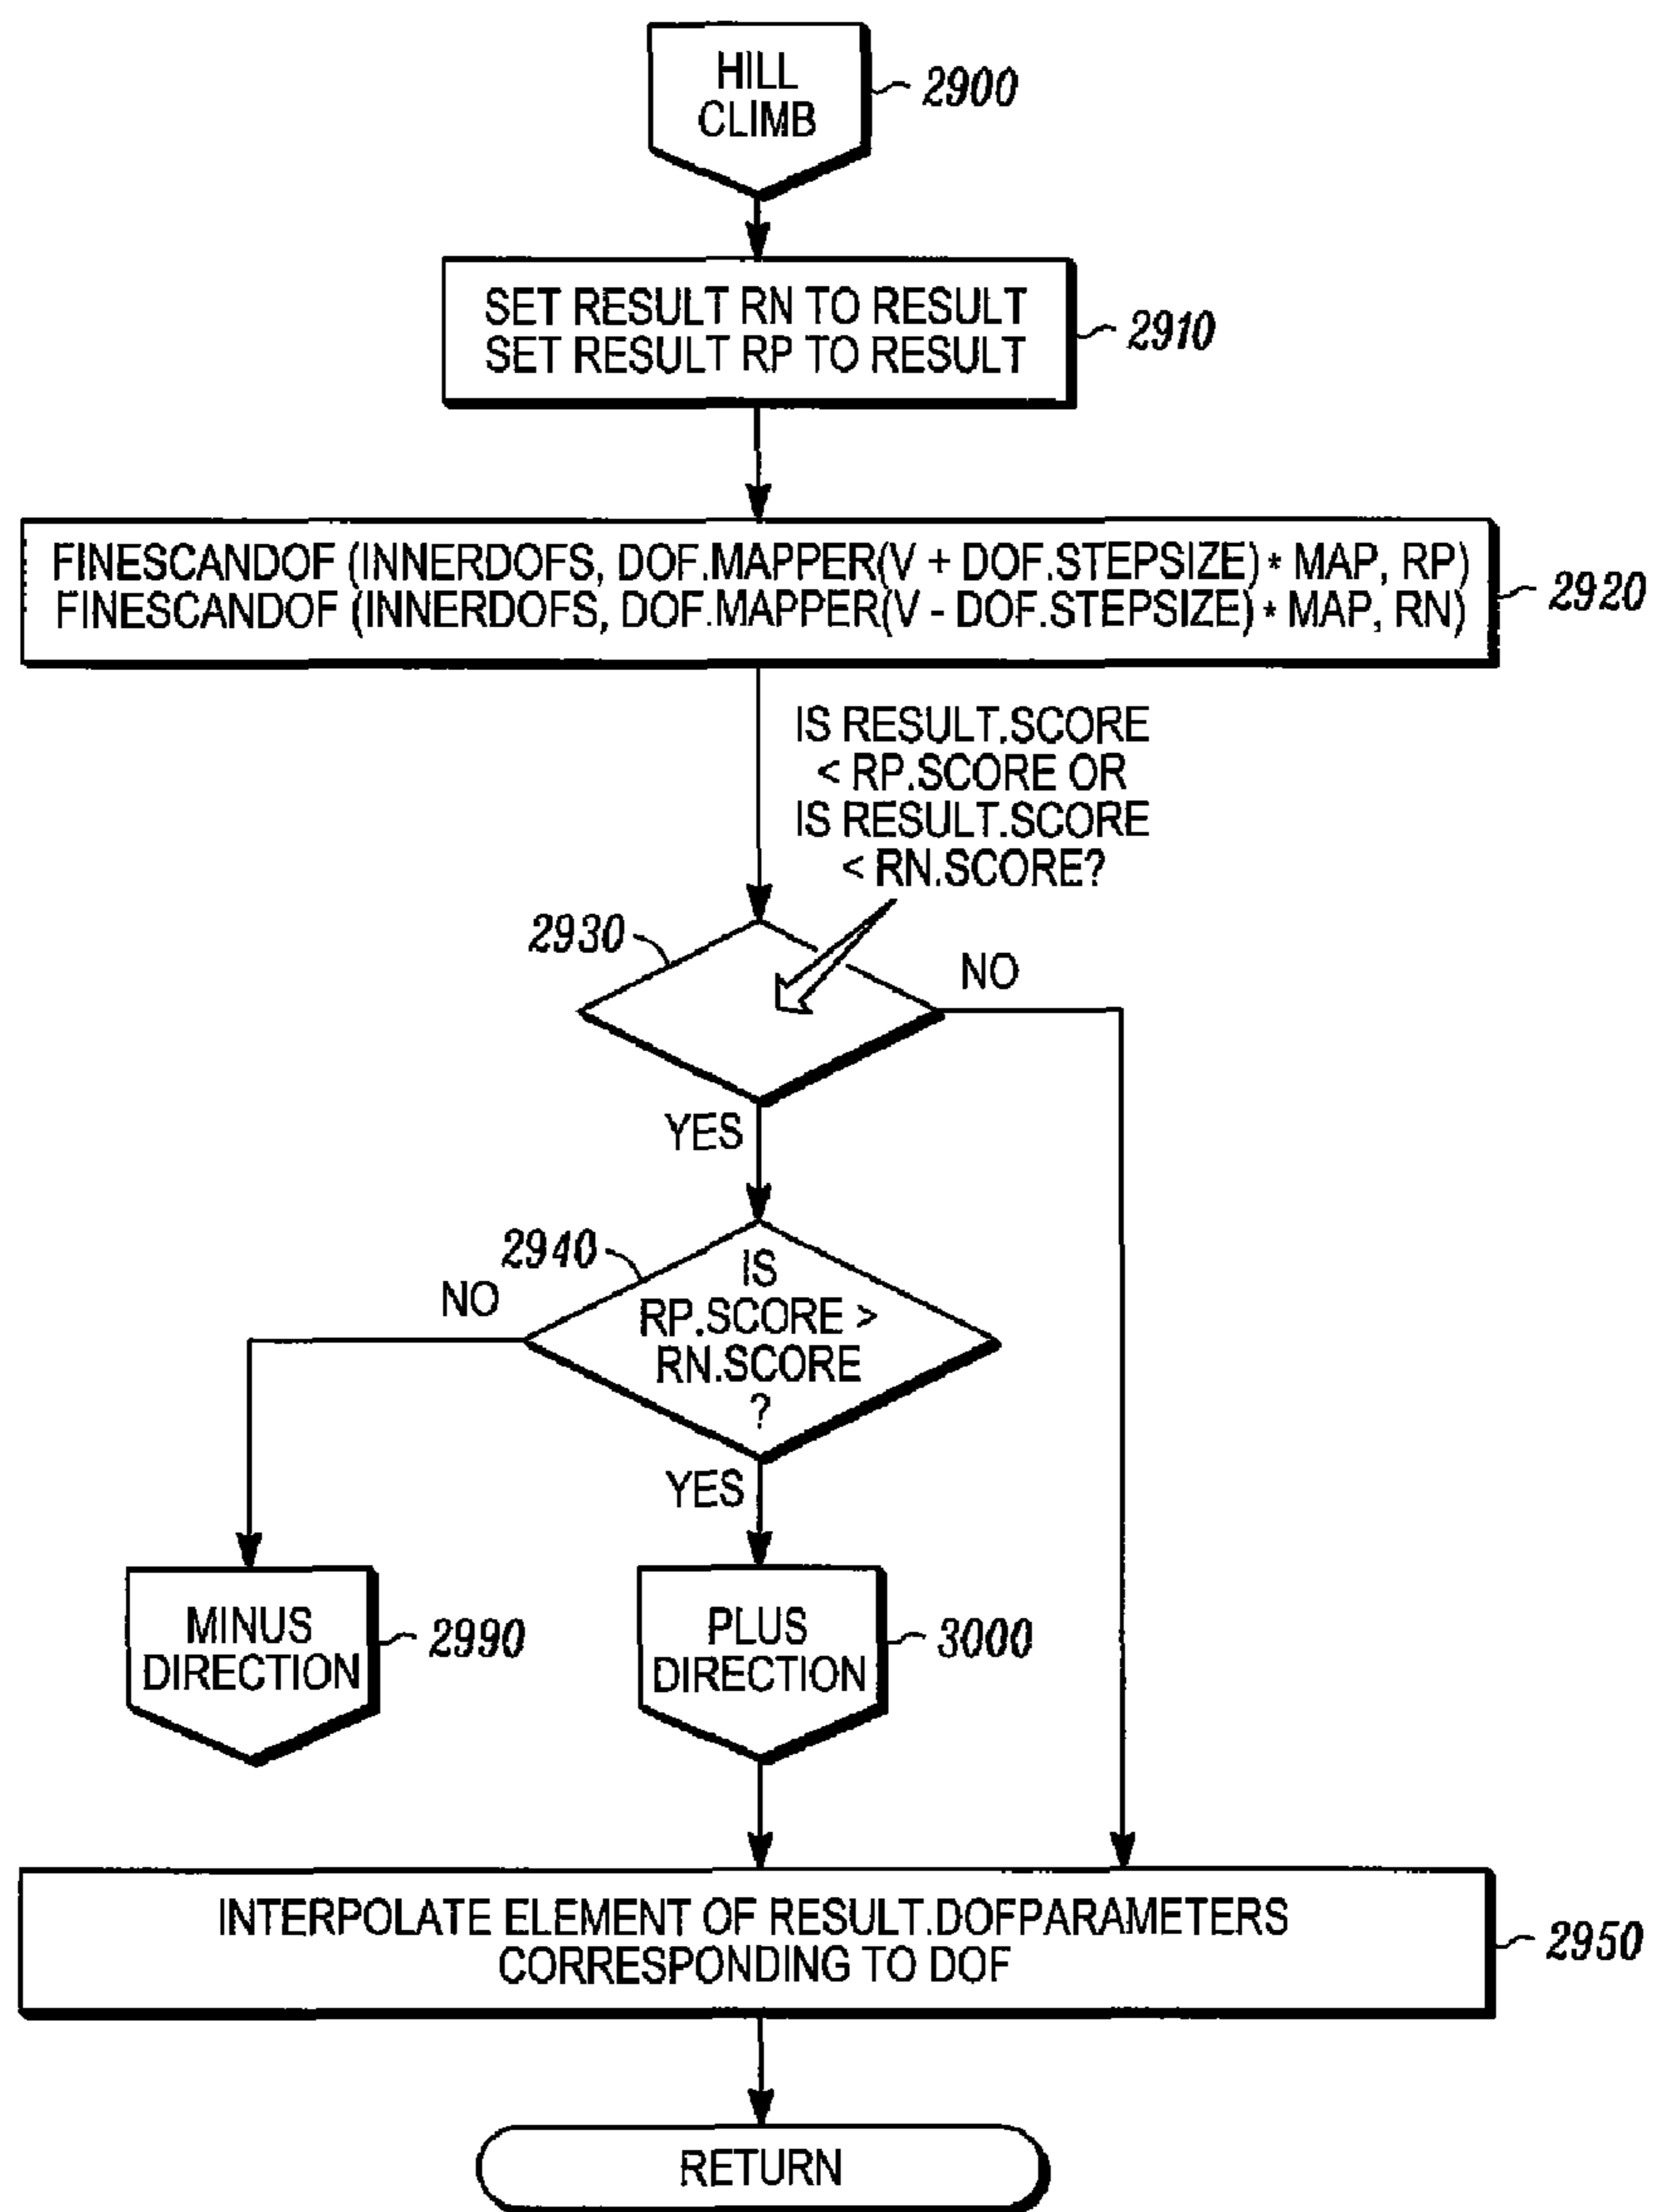 HILL
CLIMB
2900
SET RESULT RN TO RESULT
SET RESULT RP TO RESULT
2910
FINESCANDOF (INNERDOFS, DOF.MAPPER(V + DOF.STEPSIZE) * MAP, RP)
FINESCANDOF (INNERDOFS, DOF.MAPPER(V - DOF.STEPSIZE) * MAP, RN)
2920
IS RESULT.SCORE
< RP.SCORE OR
IS RESULT.SCORE
< RN.SCORE?
2930
NO
YES
2940
IS
RP.SCORE >
RN.SCORE
?
NO
YES
MINUS
DIRECTION
2990
PLUS
DIRECTION
3000
INTERPOLATE ELEMENT OF RESULT.DOFPARAMETERS
CORRESPONDING TO DOF
2950
RETURN